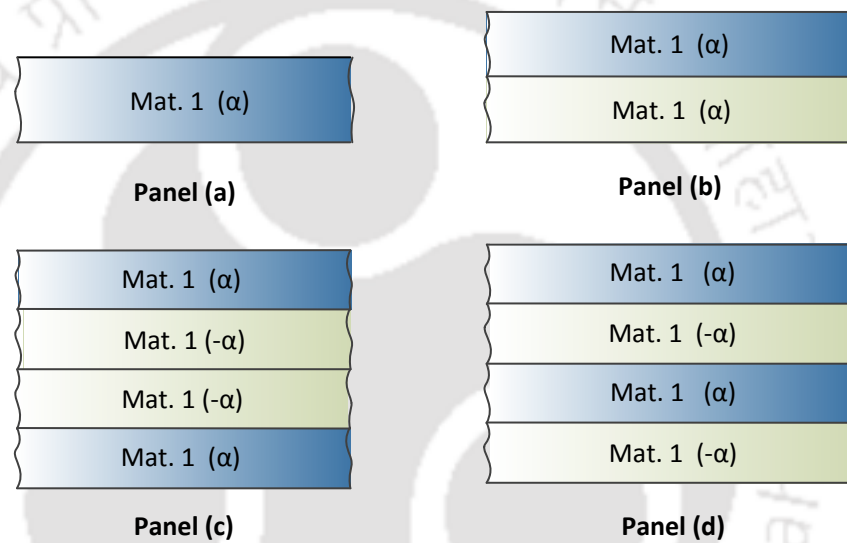 Mat. 1 (α)
Panel (a)
Mat. 1 (α)
Mat. 1 (α)
Panel (b)
Mat. 1 (α)
Mat. 1 (-α)
Mat. 1 (-α)
Mat. 1 (α)
Panel (c)
Mat. 1 (α)
Mat. 1 (-α)
Mat. 1 (α)
Mat. 1 (-α)
Panel (d)